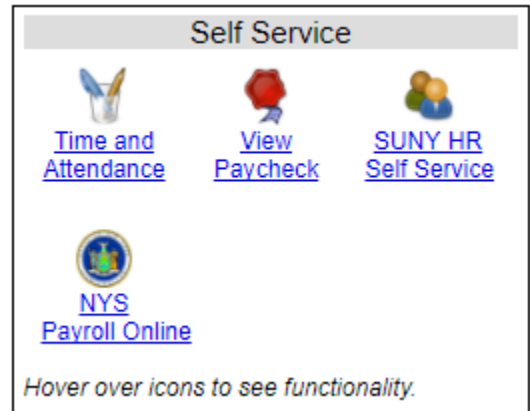 Self Service
Time and Attendance
View Paycheck
SUNY HR Self Service
NYS
Payroll Online
Hover over icons to see functionality.